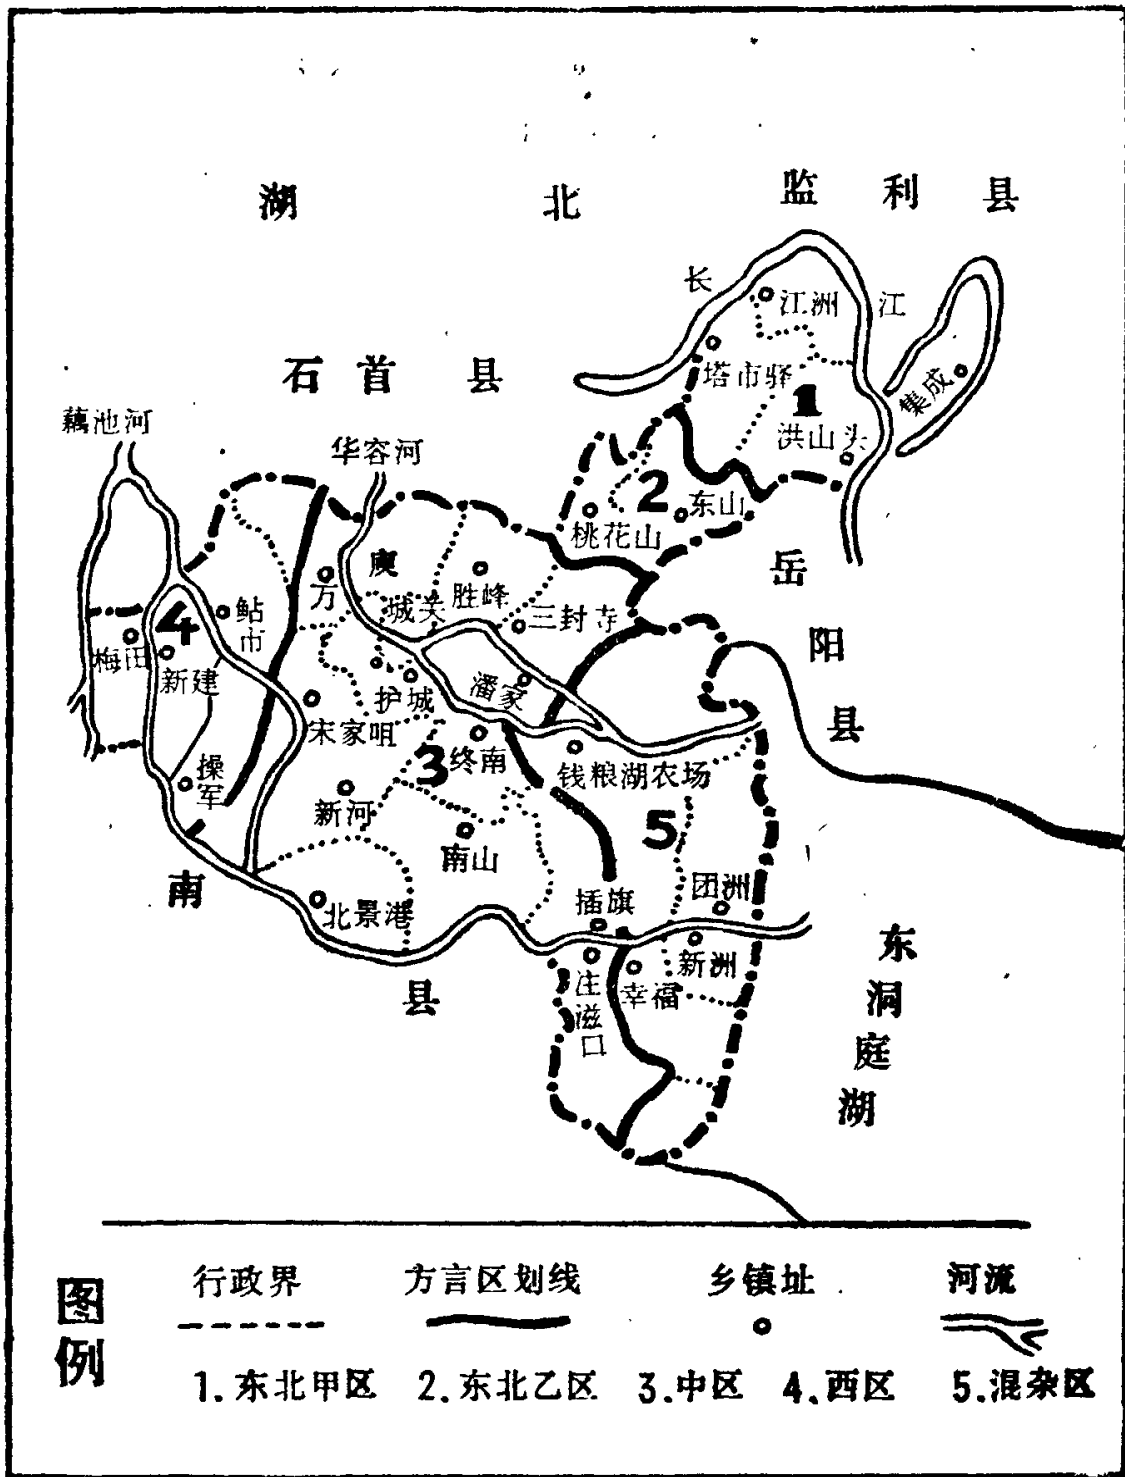 湖北
监利县
长江
江洲
塔市驿
石首县
集成
1
藕池河
洪山头
华容河
2
东山
桃花山
岳阳县
万庾
胜峰
城关
三封寺
鲇市
4
梅田
新建
护城
潘家
宋家咀
3
终南
钱粮湖农场
操军
新河
5
南山
南县
团洲
插旗
北景港
新洲
幸福
注滋口
东洞庭湖
图例
行政界
方言区划线
乡镇址
河流
1.东北甲区
2.东北乙区
3.中区
4.西区
5.混杂区